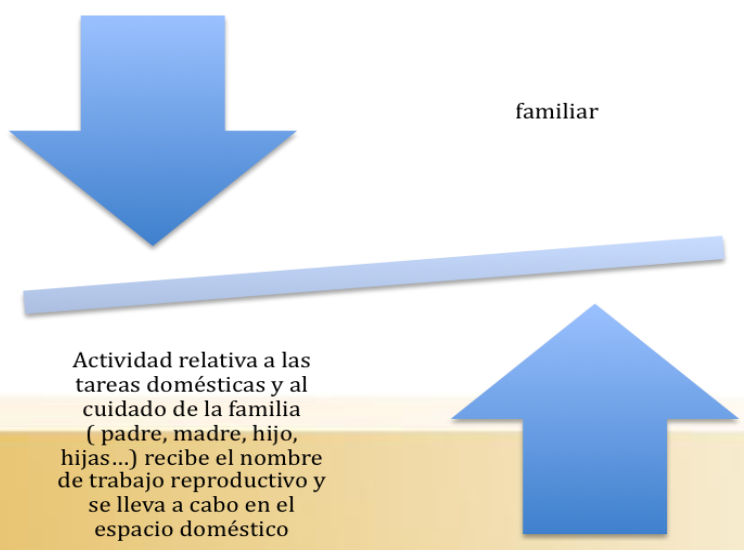 familiar
Actividad relativa a las
tareas domésticas y al
cuidado de la familia
( padre, madre, hijo,
hijas...) recibe el nombre
de trabajo reproductivo y
se lleva a cabo en el
espacio doméstico